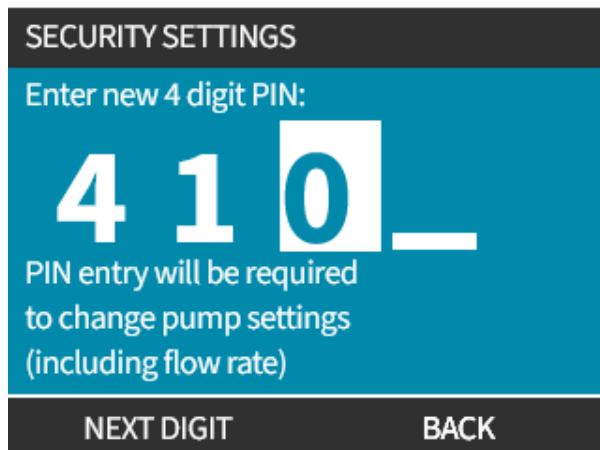 SECURITY SETTINGS
Enter new 4 digit PIN:
4 1 0 _
PIN entry will be required
to change pump settings
(including flow rate)
NEXT DIGIT BACK